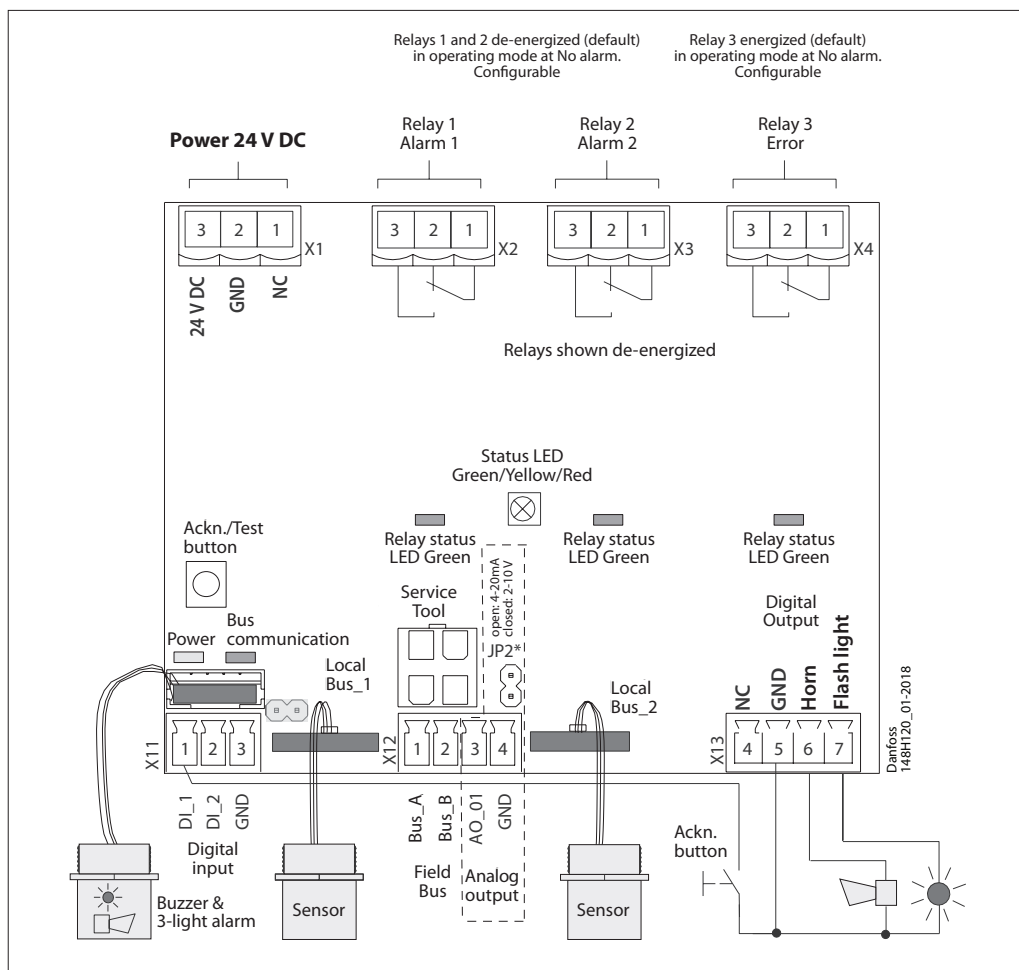 Relays 1 and 2 de-energized (default)
in operating mode at No alarm.
Configurable
Relay 3 energized (default)
in operating mode at No alarm.
Configurable
Power 24 V DC
Relay 1
Alarm 1
Relay 2
Alarm 2
Relay 3
Error
3 2 1
X1
3 2 1
X2
3 2 1
X3
3 2 1
X4
24 V DC
GND
NC
Relays shown de-energized
Status LED
Green/Yellow/Red
Ackn./Test
button
Relay status
LED Green
Relay status
LED Green
Relay status
LED Green
Service
Tool
open: 4-20mA
closed: 2-10 V
JP2*
Digital
Output
Power
Bus
communication
Local
Bus_1
Local
Bus_2
NC
GND
Horn
Flash light
X11
1 2 3
X12
1 2 3 4
X13
4 5 6 7
Danfoss
148H120_01-2018
DI_1
DI_2
GND
Digital
input
Bus_A
Bus_B
AO_01
GND
Field
Bus
Analog
output
Ackn.
button
Buzzer &
3-light alarm
Sensor
Sensor